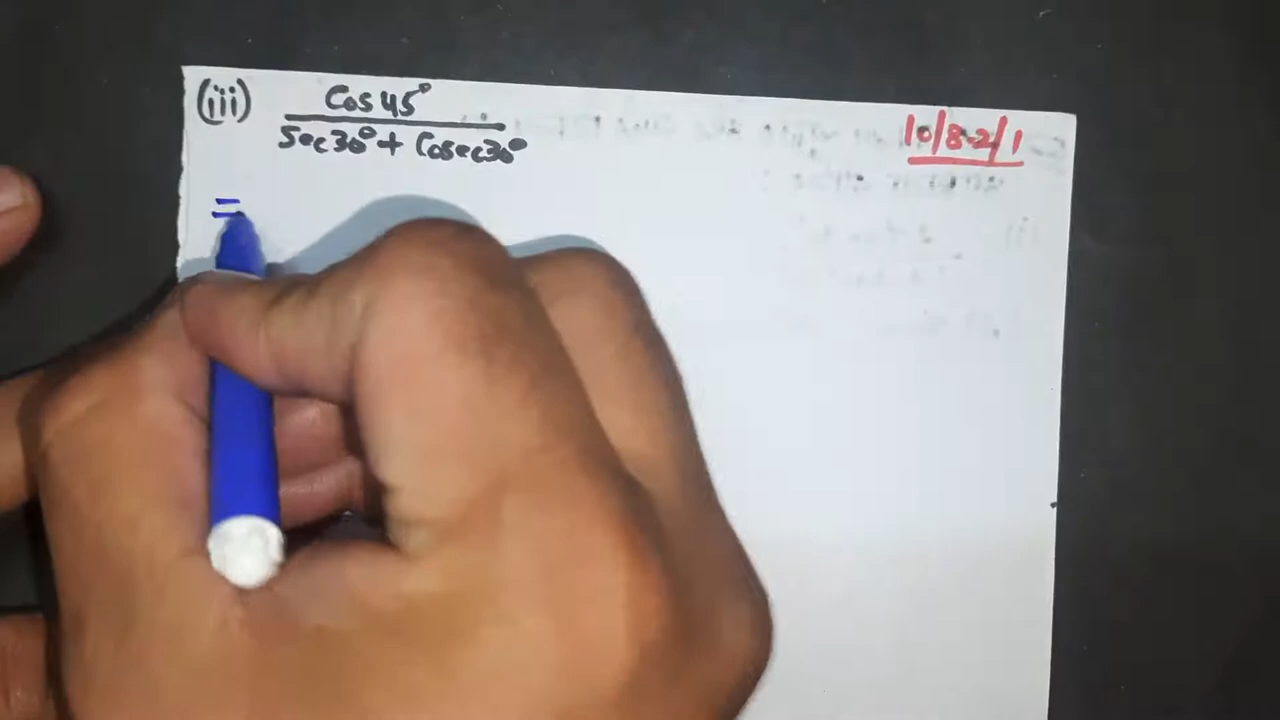 (iii) Cos 45°
Sec 30° + Cosec 30°
10/8.2/1
=